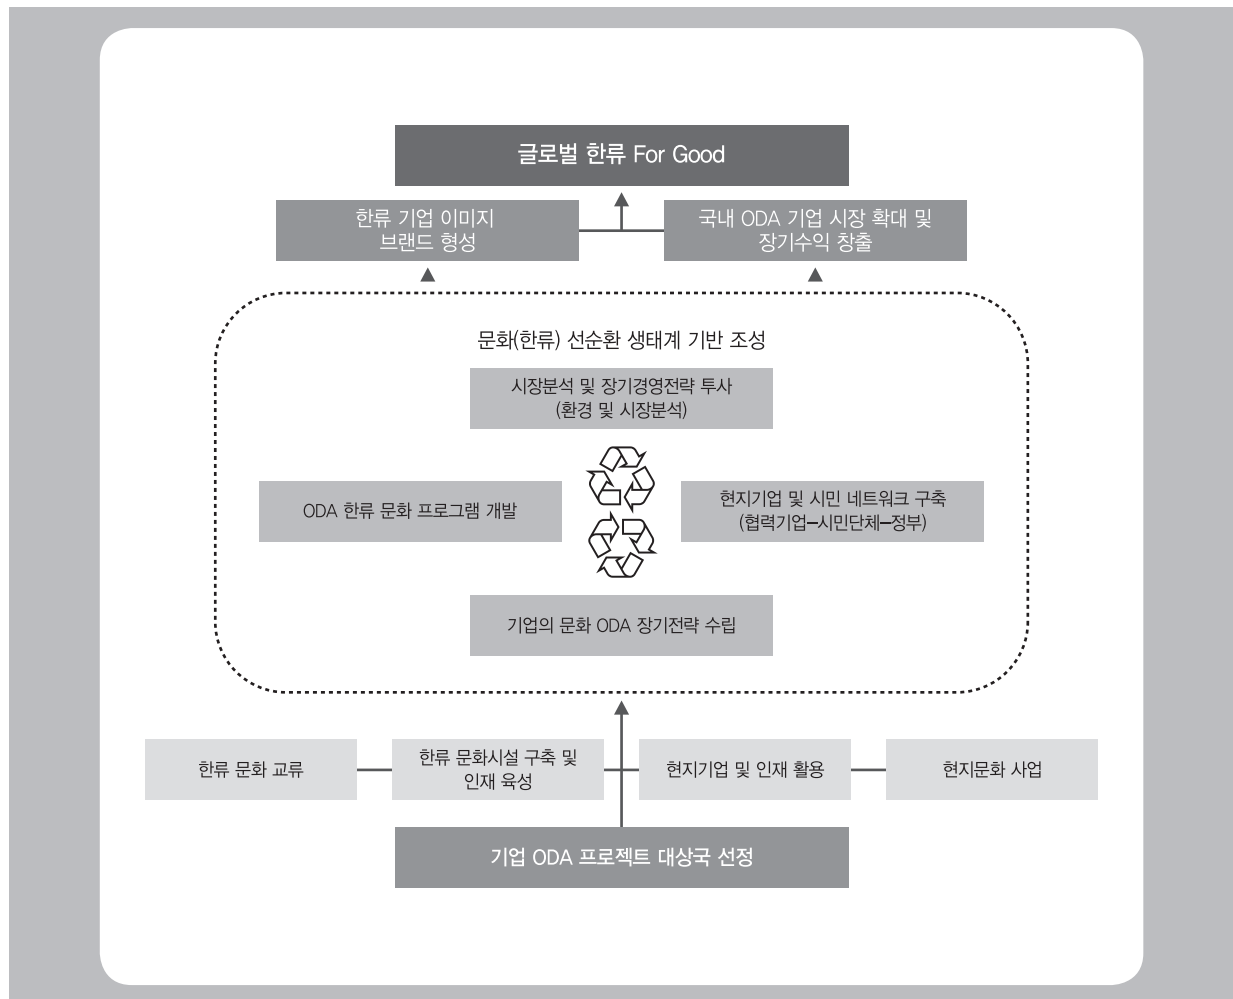 글로벌 한류 For Good
한류 기업 이미지
브랜드 형성
국내 ODA 기업 시장 확대 및
장기수익 창출
문화(한류) 선순환 생태계 기반 조성
시장분석 및 장기경영전략 투사
(환경 및 시장분석)
ODA 한류 문화 프로그램 개발
현지기업 및 시민 네트워크 구축
(협력기업–시민단체–정부)
기업의 문화 ODA 장기전략 수립
한류 문화 교류
한류 문화시설 구축 및
인재 육성
현지기업 및 인재 활용
현지문화 사업
기업 ODA 프로젝트 대상국 선정